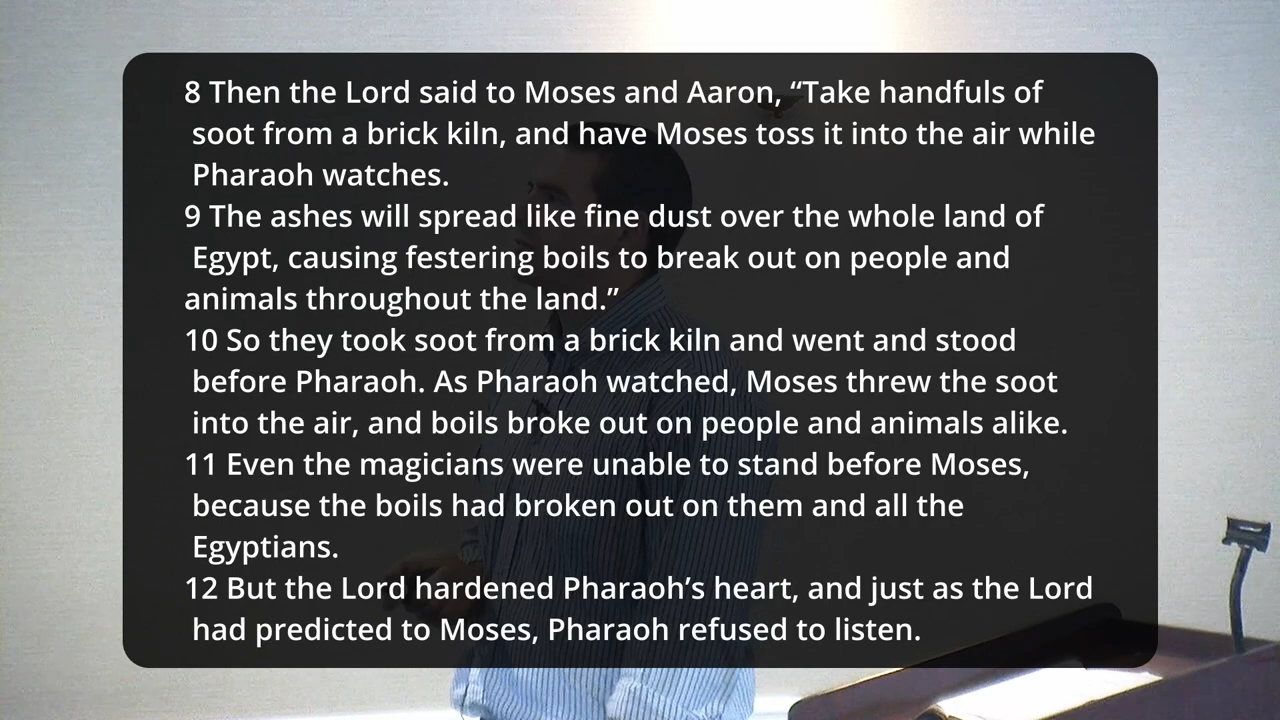 8 Then the Lord said to Moses and Aaron, “Take handfuls of
soot from a brick kiln, and have Moses toss it into the air while
Pharaoh watches.
9 The ashes will spread like fine dust over the whole land of
Egypt, causing festering boils to break out on people and
animals throughout the land.”
10 So they took soot from a brick kiln and went and stood
before Pharaoh. As Pharaoh watched, Moses threw the soot
into the air, and boils broke out on people and animals alike.
11 Even the magicians were unable to stand before Moses,
because the boils had broken out on them and all the
Egyptians.
12 But the Lord hardened Pharaoh’s heart, and just as the Lord
had predicted to Moses, Pharaoh refused to listen.